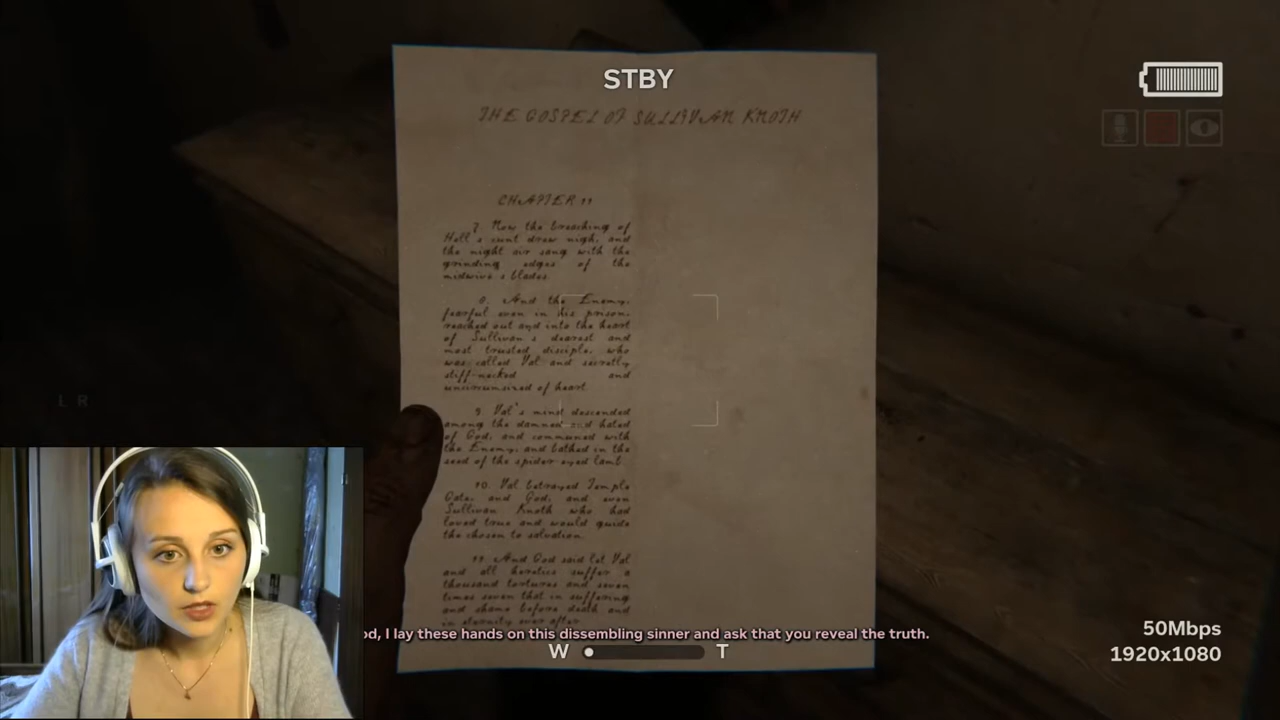 STBY
THE GOSPEL OF SULLIVAN KNOTH
CHAPTER 11
7. Now the breaching of
Hell's cunt drew nigh, and
the night air sang with the
grinding edges of the
midwive's blades.
8. And the Enemy,
fearful even in his prison,
reached out and into the heart
of Sullivan's dearest and
most trusted disciple, who
was called Val and secretly
stiff-necked and
uncircumsized of heart.
9. Val's mind descended
among the damned and hated
of God, and communed with
the Enemy, and bathed in the
seed of the spider-eyed lamb.
10. Val betrayed Temple
Gate, and God, and even
Sullivan Knoth who had
loved true and would guide
the chosen to salvation.
11. And God said let Val
and all heretics suffer a
thousand tortures and seven
times seven that in suffering
and shame before death and
in eternity ever after.
L R
od, I lay these hands on this dissembling sinner and ask that you reveal the truth.
W T
50Mbps
1920x1080